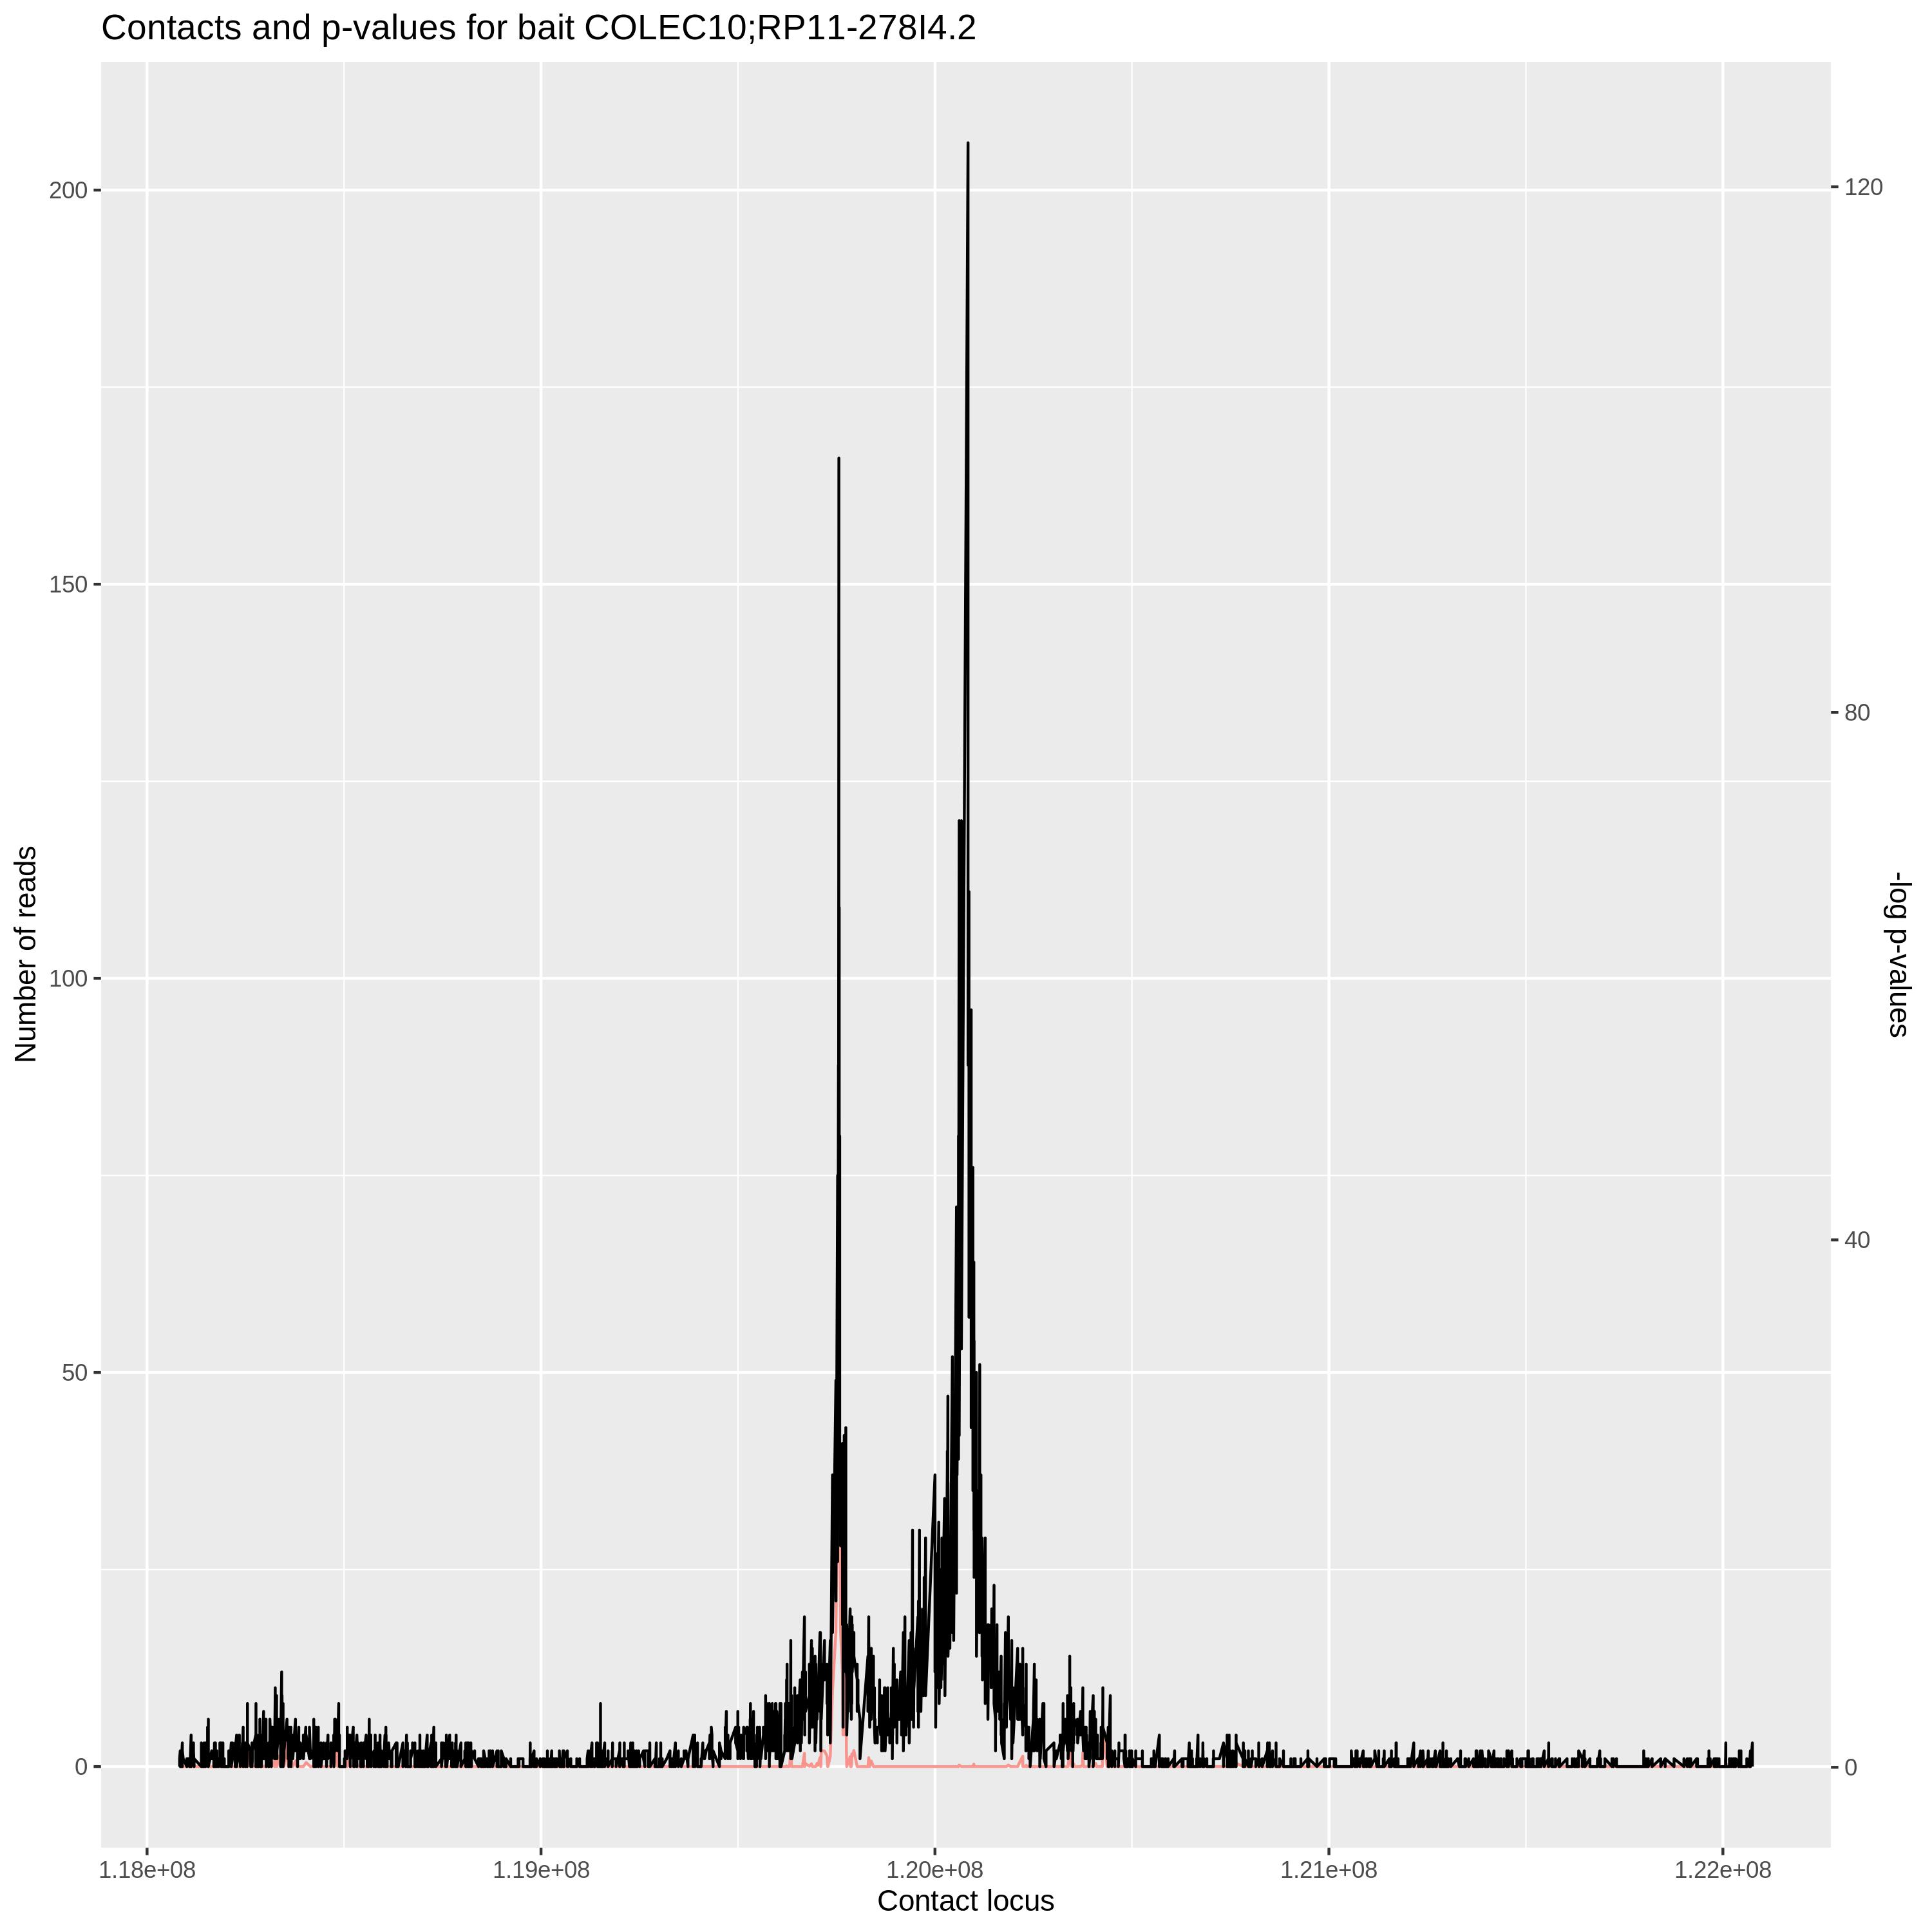 Contacts and p-values for bait COLEC10;RP11-278I4.2
200
150
100
50
0
Number of reads
120
80
40
0
-log p-values
1.18e+08
1.19e+08
1.20e+08
1.21e+08
1.22e+08
Contact locus